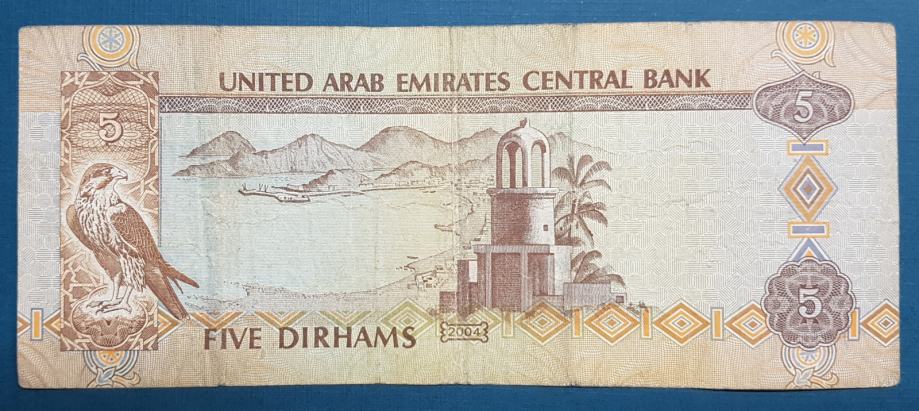 UNITED ARAB EMIRATES CENTRAL BANK
5
5
FIVE DIRHAMS
2004
5